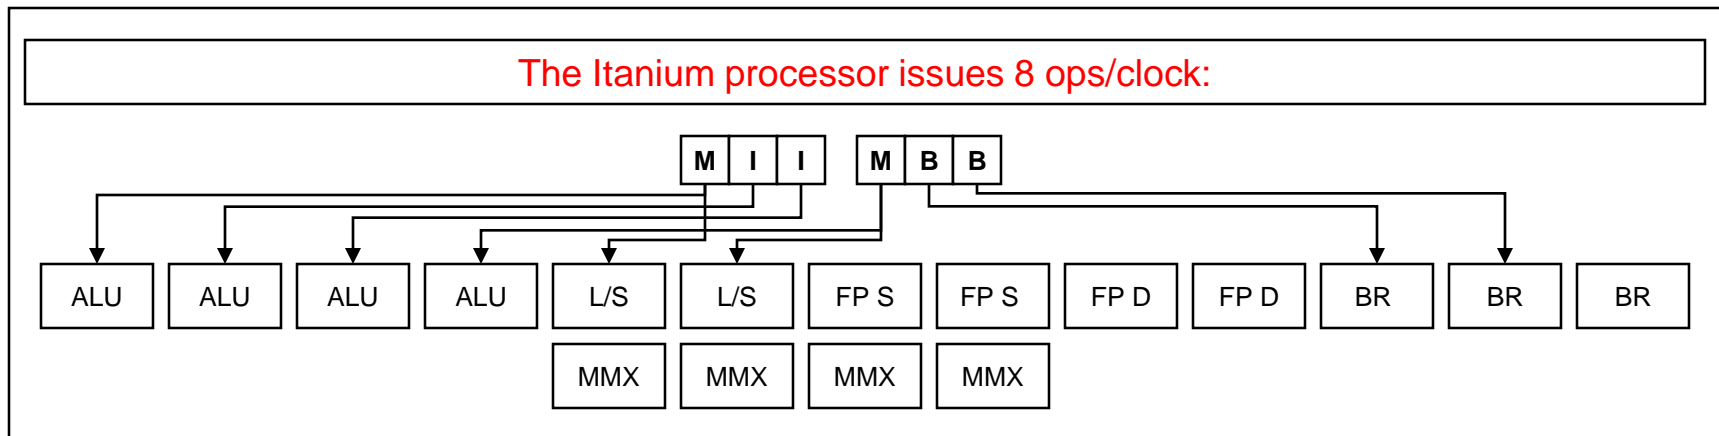 The Itanium processor issues 8 ops/clock:
M I I M B B
ALU ALU ALU ALU L/S L/S FP S FP S FP D FP D BR BR BR
MMX MMX MMX MMX